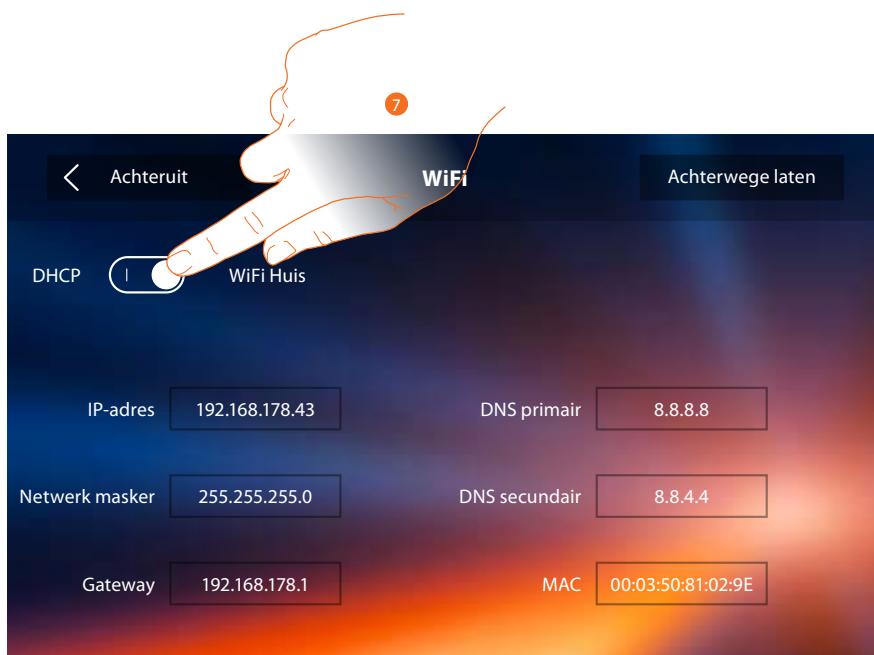 7
Achteruit
WiFi
Achterwege laten
DHCP
WiFi Huis
IP-adres 192.168.178.43
DNS primair 8.8.8.8
Netwerk masker 255.255.255.0
DNS secundair 8.8.4.4
Gateway 192.168.178.1
MAC 00:03:50:81:02:9E